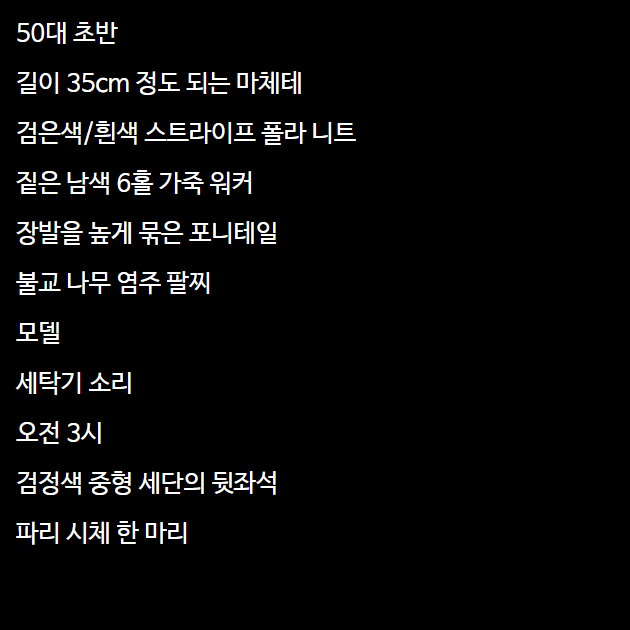 50대 초반
길이 35cm 정도 되는 마체테
검은색/흰색 스트라이프 폴라 니트
짙은 남색 6홀 가죽 워커
장발을 높게 묶은 포니테일
불교 나무 염주 팔찌
모델
세탁기 소리
오전 3시
검정색 중형 세단의 뒷좌석
파리 시체 한 마리